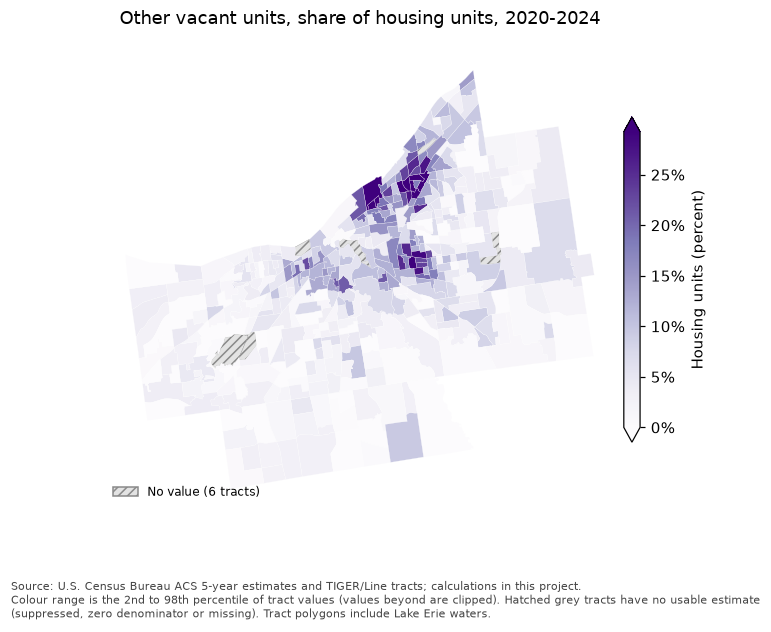 Other vacant units, share of housing units, 2020-2024
25%
20%
15%
10%
5%
0%
Housing units (percent)
No value (6 tracts)
Source: U.S. Census Bureau ACS 5-year estimates and TIGER/Line tracts; calculations in this project.
Colour range is the 2nd to 98th percentile of tract values (values beyond are clipped). Hatched grey tracts have no usable estimate
(suppressed, zero denominator or missing). Tract polygons include Lake Erie waters.